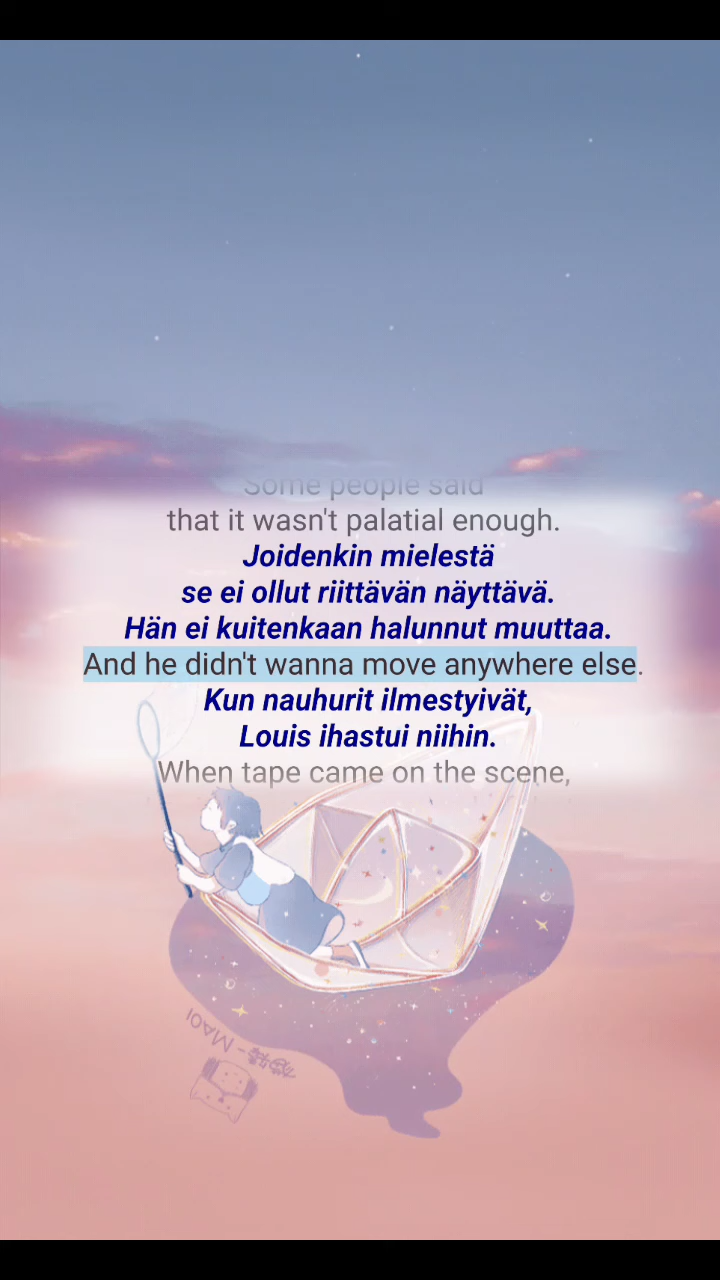 Some people said
that it wasn't palatial enough.
Joidenkin mielestä
se ei ollut riittävän näyttävä.
Hän ei kuitenkaan halunnut muuttaa.
And he didn't wanna move anywhere else.
Kun nauhurit ilmestyivät,
Louis ihastui niihin.
When tape came on the scene,
MAOI